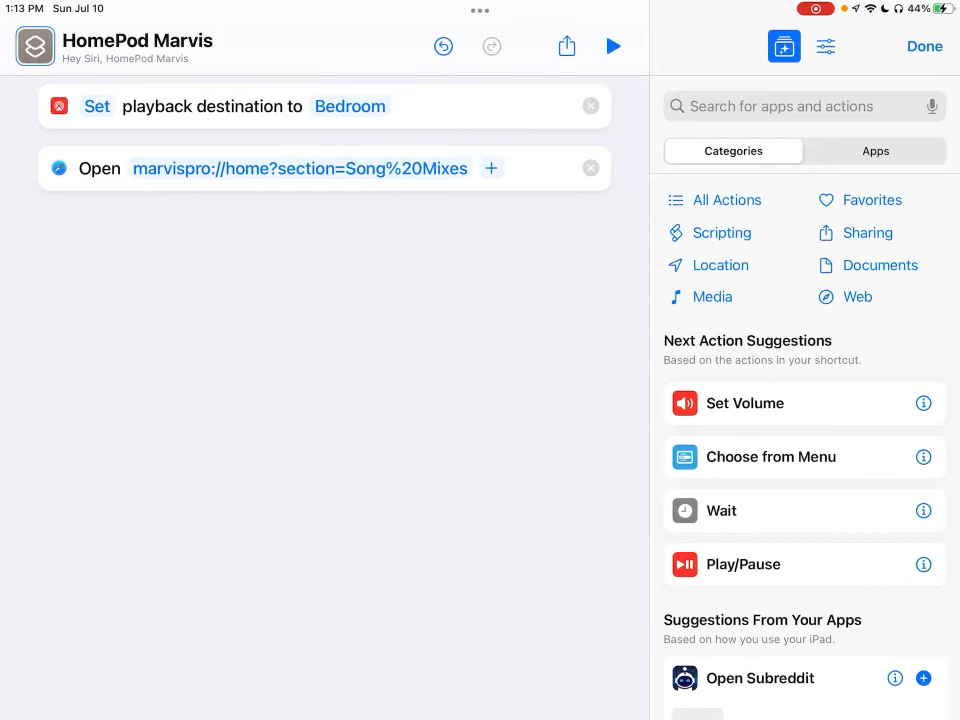 1:13 PM Sun Jul 10
44%
HomePod Marvis
Hey Siri, HomePod Marvis
Done
Set playback destination to Bedroom
Open marvispro://home?section=Song%20Mixes +
Search for apps and actions
Categories Apps
All Actions Favorites
Scripting Sharing
Location Documents
Media Web
Next Action Suggestions
Based on the actions in your shortcut.
Set Volume
Choose from Menu
Wait
Play/Pause
Suggestions From Your Apps
Based on how you use your iPad.
Open Subreddit